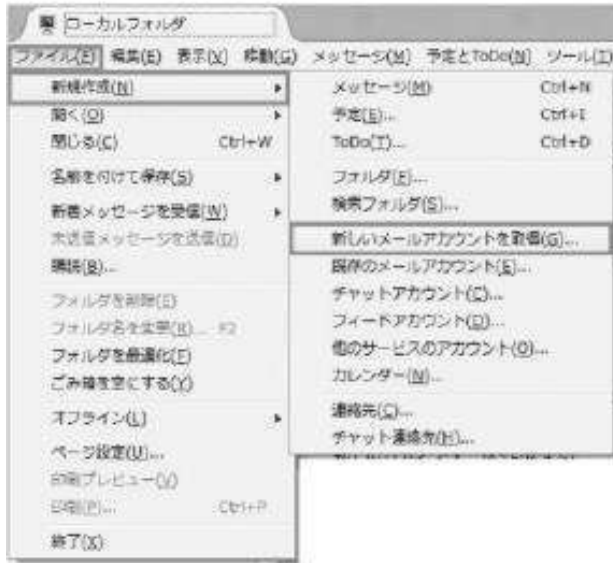 ローカルフォルダ
ファイル(F) 編集(E) 表示(V) 移動(G) メッセージ(M) 予定とToDo(N) ツール(T)
新規作成(N)
開く(O)
閉じる(C) Ctrl+W
名前を付けて保存(S)
新着メッセージを受信(W)
未送信メッセージを送信(D)
購読(B)...
フォルダを削除(E)
フォルダ名を変更(R)... F2
フォルダを最適化(F)
ごみ箱を空にする(Y)
オフライン(L)
ページ設定(U)...
印刷プレビュー(V)
印刷(P)... Ctrl+P
終了(X)
メッセージ(M) Ctrl+N
予定(E)... Ctrl+I
ToDo(T)... Ctrl+D
フォルダ(F)...
検索フォルダ(S)...
新しいメールアカウントを取得(G)...
既存のメールアカウント(E)...
チャットアカウント(C)...
フィードアカウント(D)...
他のサービスのアカウント(O)...
カレンダー(N)...
連絡先(C)...
チャット連絡先(H)...